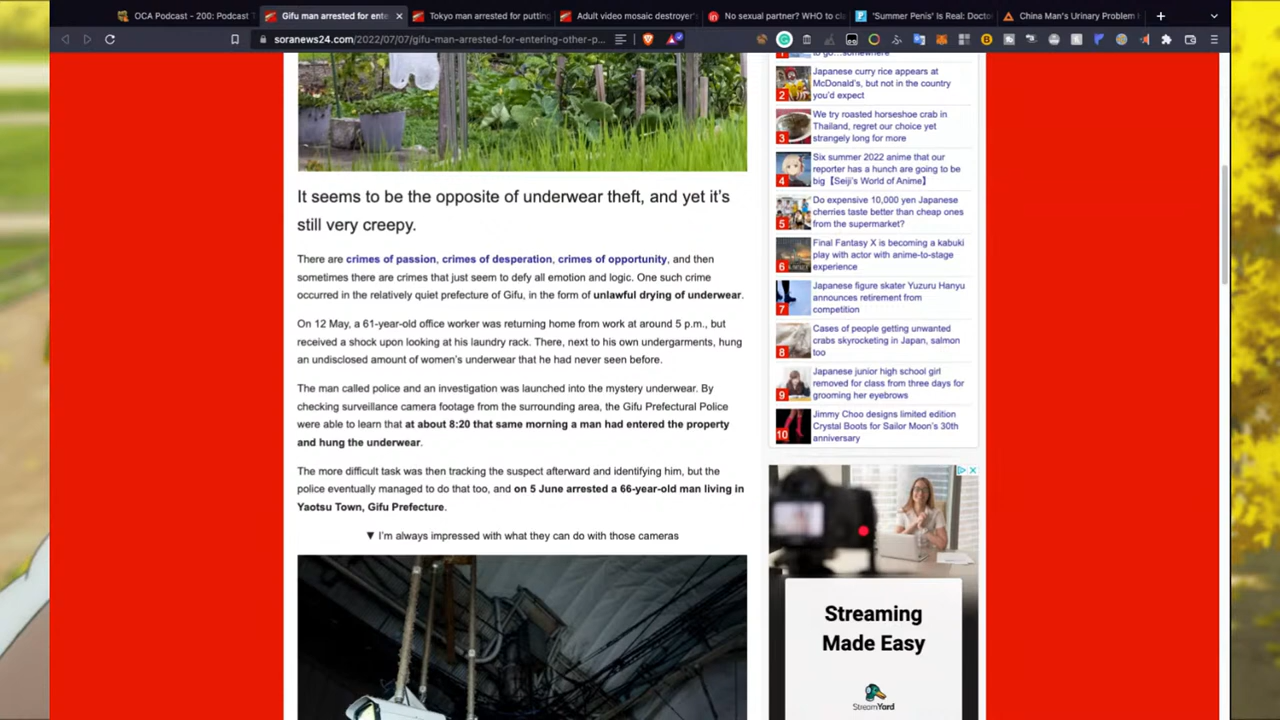 OCA Podcast - 200: Podcast
Gifu man arrested for ente
Tokyo man arrested for putting
Adult video mosaic destroyer's
No sexual partner? WHO to cl
'Summer Penis' Is Real: Docto
China Man's Urinary Problem
soranews24.com/2022/07/07/gifu-man-arrested-for-entering-other-p...
It seems to be the opposite of underwear theft, and yet it's
still very creepy.
There are crimes of passion, crimes of desperation, crimes of opportunity, and then
sometimes there are crimes that just seem to defy all emotion and logic. One such crime
occurred in the relatively quiet prefecture of Gifu, in the form of unlawful drying of underwear.
On 12 May, a 61-year-old office worker was returning home from work at around 5 p.m., but
received a shock upon looking at his laundry rack. There, next to his own undergarments, hung
an undisclosed amount of women's underwear that he had never seen before.
The man called police and an investigation was launched into the mystery underwear. By
checking surveillance camera footage from the surrounding area, the Gifu Prefectural Police
were able to learn that at about 8:20 that same morning a man had entered the property
and hung the underwear.
The more difficult task was then tracking the suspect afterward and identifying him, but the
police eventually managed to do that too, and on 5 June arrested a 66-year-old man living in
Yaotsu Town, Gifu Prefecture.
▼ I'm always impressed with what they can do with those cameras
1
to go...somewhere
2
Japanese curry rice appears at
McDonald's, but not in the country
you'd expect
3
We try roasted horseshoe crab in
Thailand, regret our choice yet
strangely long for more
4
Six summer 2022 anime that our
reporter has a hunch are going to be
big【Seiji's World of Anime】
5
Do expensive 10,000 yen Japanese
cherries taste better than cheap ones
from the supermarket?
6
Final Fantasy X is becoming a kabuki
play with actor with anime-to-stage
experience
7
Japanese figure skater Yuzuru Hanyu
announces retirement from
competition
8
Cases of people getting unwanted
crabs skyrocketing in Japan, salmon
too
9
Japanese junior high school girl
removed for class from three days for
grooming her eyebrows
10
Jimmy Choo designs limited edition
Crystal Boots for Sailor Moon's 30th
anniversary
Streaming
Made Easy
StreamYard